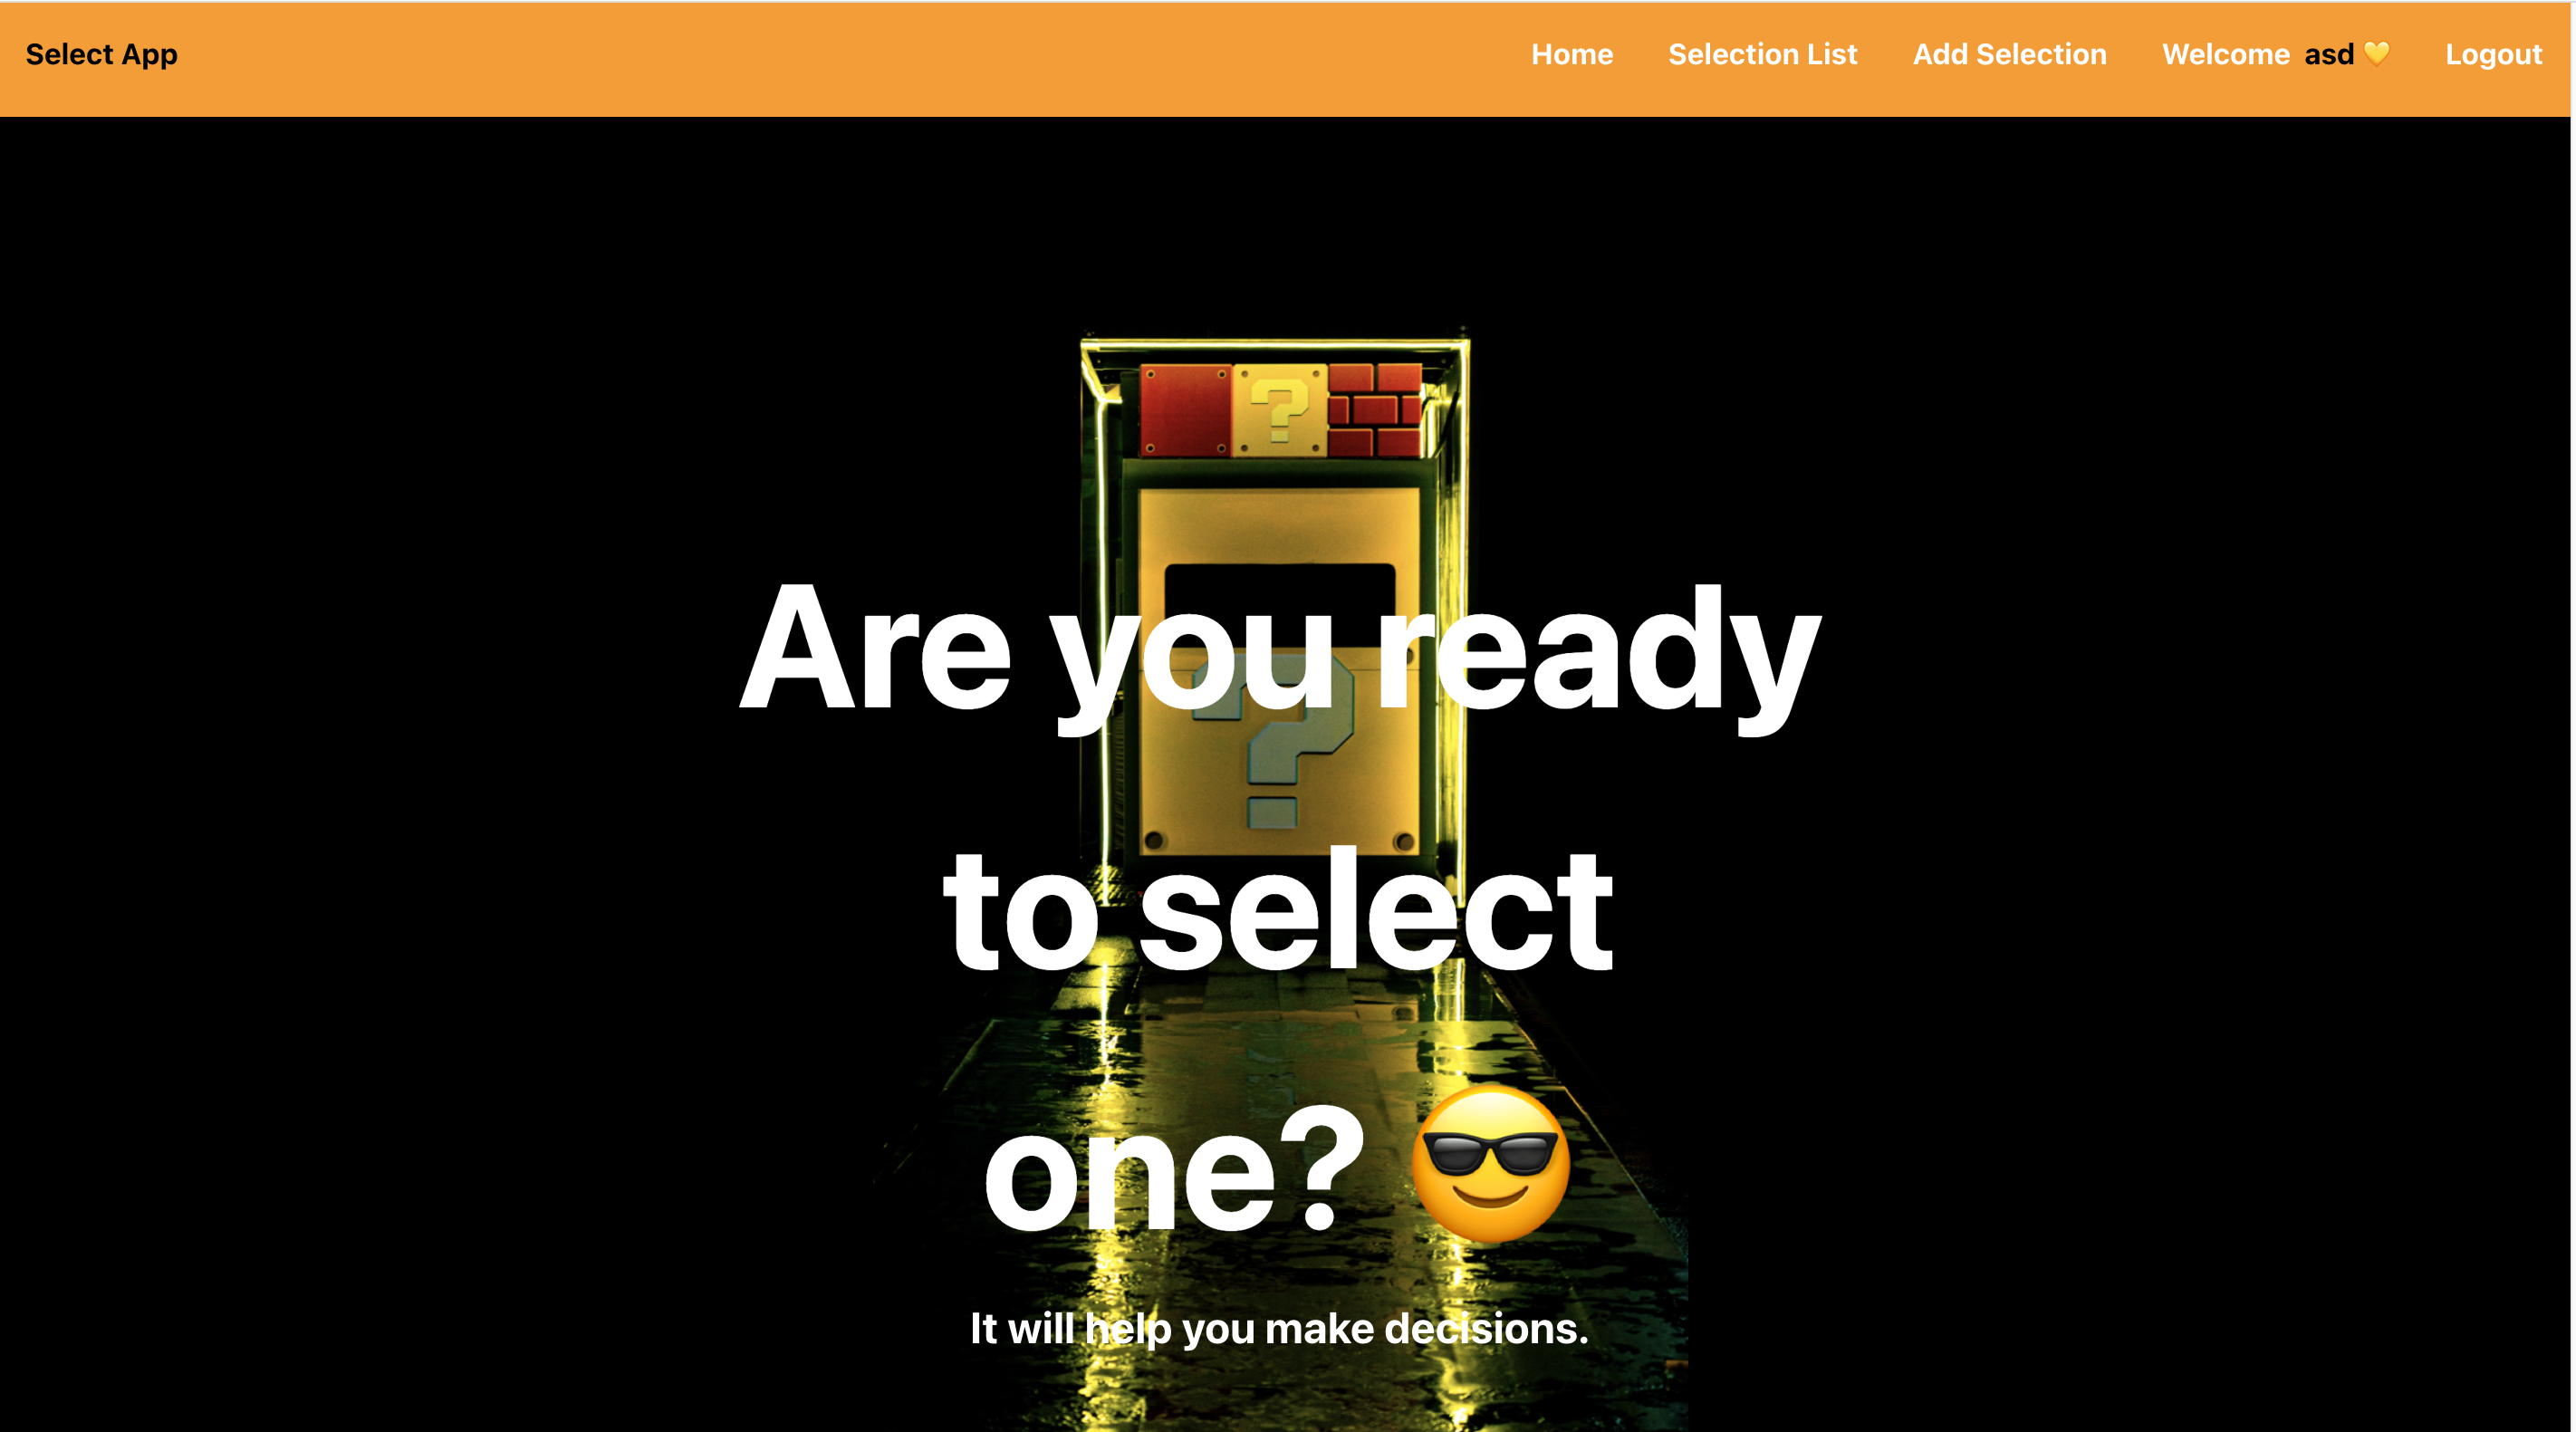 Select App
Home
Selection List
Add Selection
Welcome asd 💛
Logout
?
Are you ready
?
to select
one? 😎
It will help you make decisions.